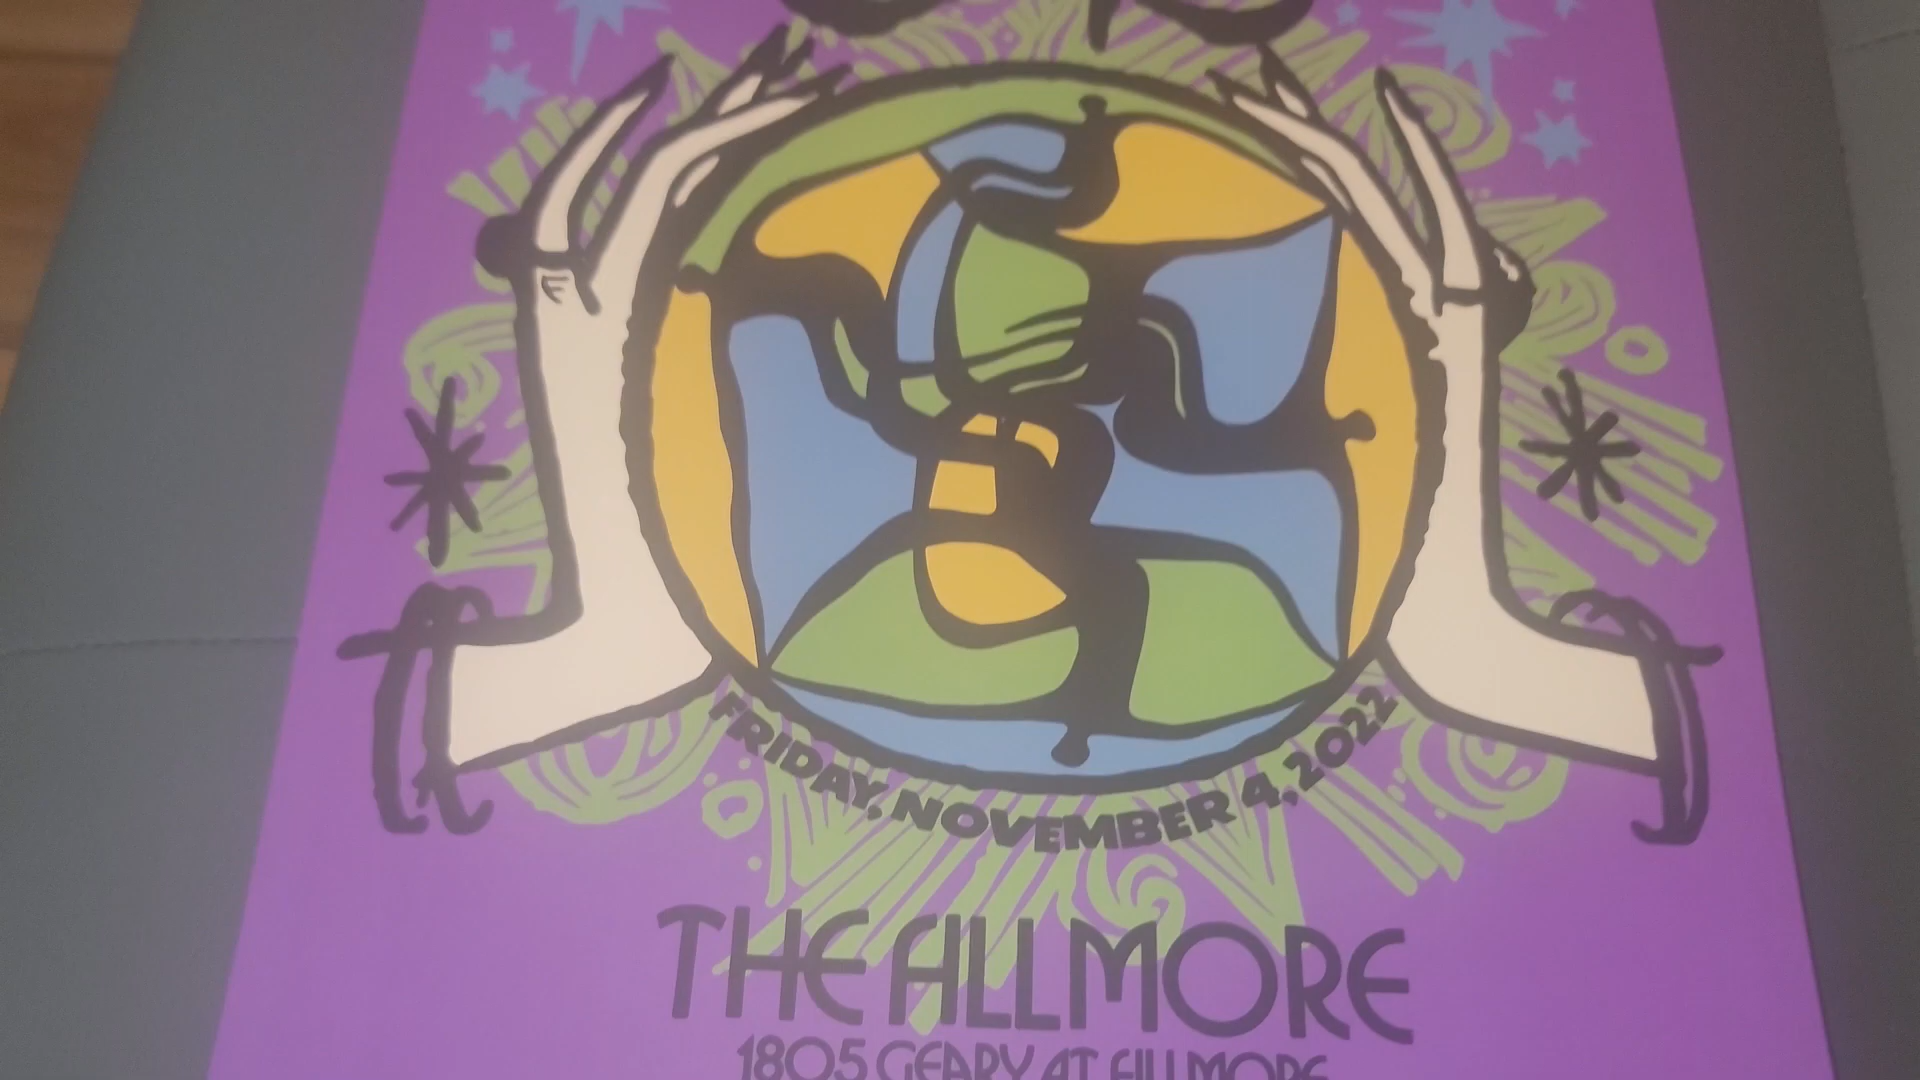 FRIDAY, NOVEMBER 4, 2022
THE FILLMORE
1805 GEARY AT FILLMORE